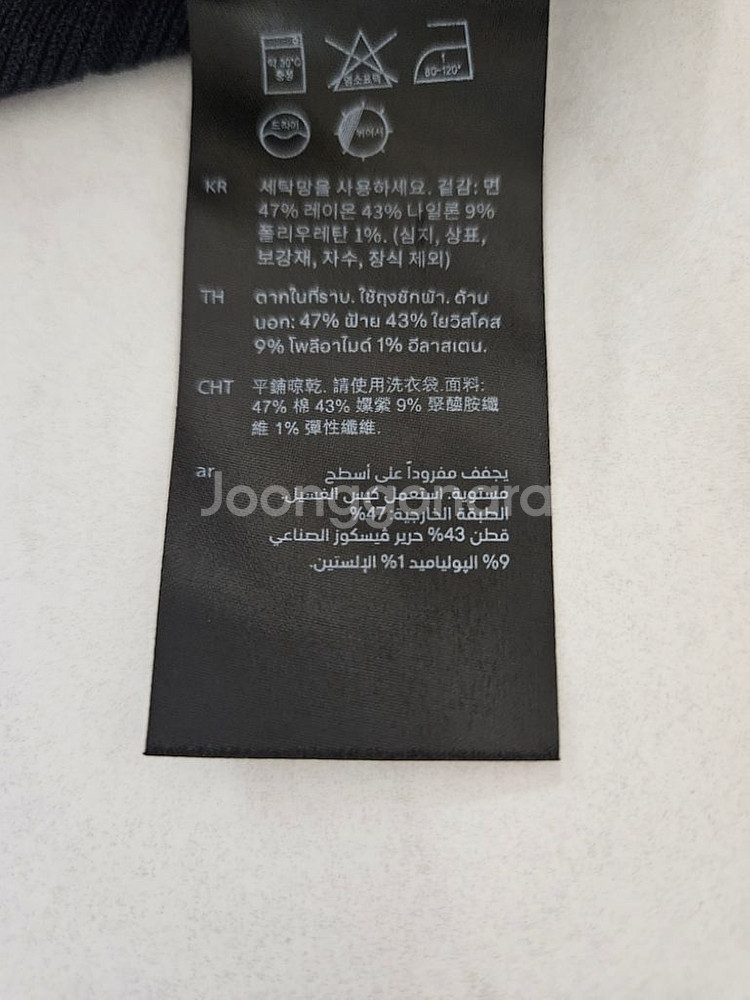 약 30°C
중성
염소표백
1
80-120°
드라이
뉘어서
KR 세탁망을 사용하세요. 겉감: 면
47% 레이온 43% 나일론 9%
폴리우레탄 1%. (심지, 상표,
보강재, 자수, 장식 제외)
TH ตากในที่ราบ. ใช้ถุงซักผ้า. ด้าน
นอก: 47% ฝ้าย 43% ใยวิสโคส
9% โพลีอาไมด์ 1% อีลาสเตน.
CHT 平鋪晾乾. 請使用洗衣袋.面料:
47% 棉 43% 嫘縈 9% 聚醯胺纖
維 1% 彈性纖維.
ar يجفف مفروداً على أسطح
مستوية. استعمل كيس الغسيل.
الطبقة الخارجية: 47%
قطن 43% حرير ڤيسكوز الصناعي
9% البولياميد 1% الإلستين.
Joonggonara